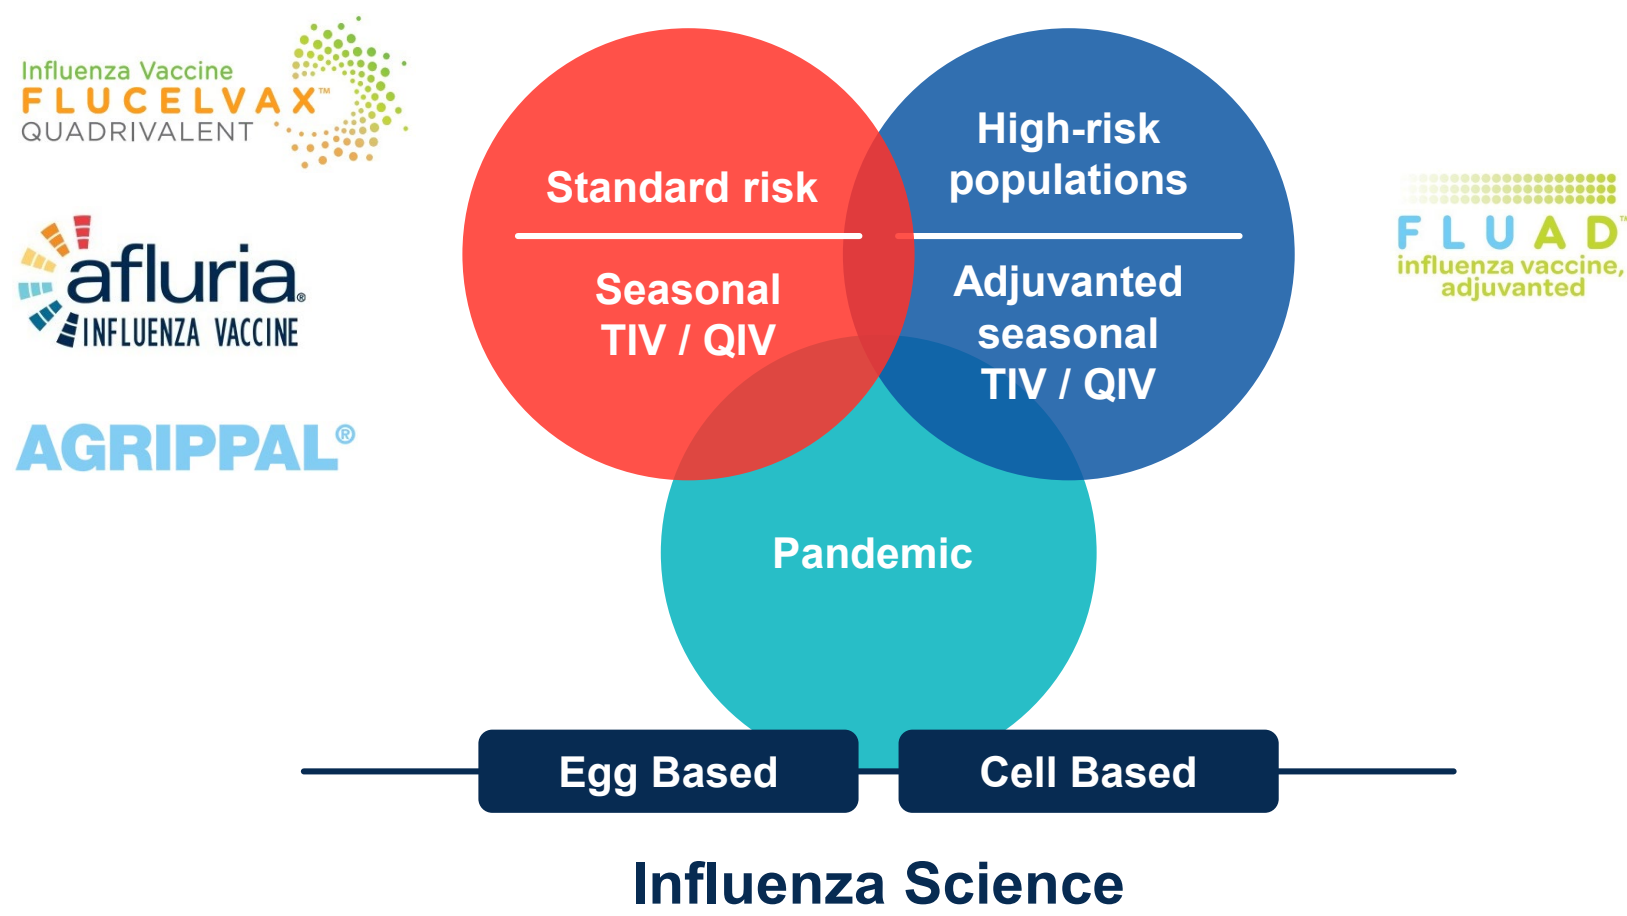 Influenza Vaccine
FLUCELVAX™
QUADRIVALENT
afluria®
INFLUENZA VACCINE
AGRIPPAL®
Standard risk
Seasonal
TIV / QIV
High-risk
populations
Adjuvanted
seasonal
TIV / QIV
Pandemic
FLUAD™
influenza vaccine,
adjuvanted
Egg Based
Cell Based
Influenza Science